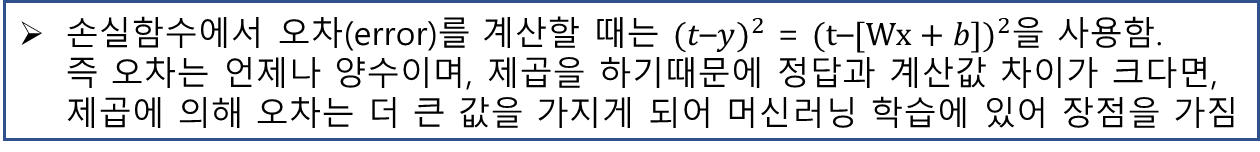 ➢ 손실함수에서 오차(error)를 계산할 때는 (t–y)² = (t–[Wx + b])²을 사용함.
즉 오차는 언제나 양수이며, 제곱을 하기때문에 정답과 계산값 차이가 크다면,
제곱에 의해 오차는 더 큰 값을 가지게 되어 머신러닝 학습에 있어 장점을 가짐